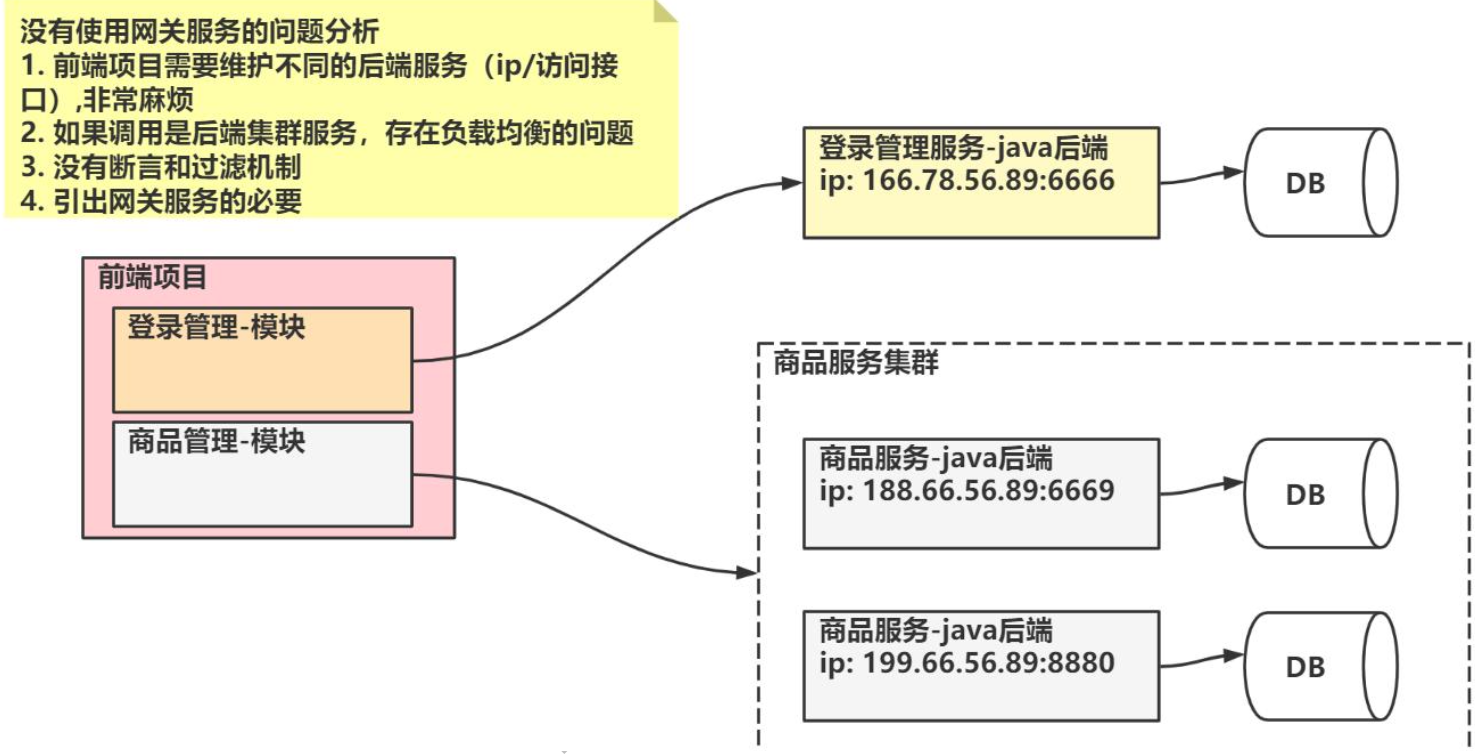 没有使用网关服务的问题分析
1. 前端项目需要维护不同的后端服务（ip/访问接
口）,非常麻烦
2. 如果调用是后端集群服务，存在负载均衡的问题
3. 没有断言和过滤机制
4. 引出网关服务的必要
前端项目
登录管理-模块
商品管理-模块
登录管理服务-java后端
ip: 166.78.56.89:6666
DB
商品服务集群
商品服务-java后端
ip: 188.66.56.89:6669
DB
商品服务-java后端
ip: 199.66.56.89:8880
DB